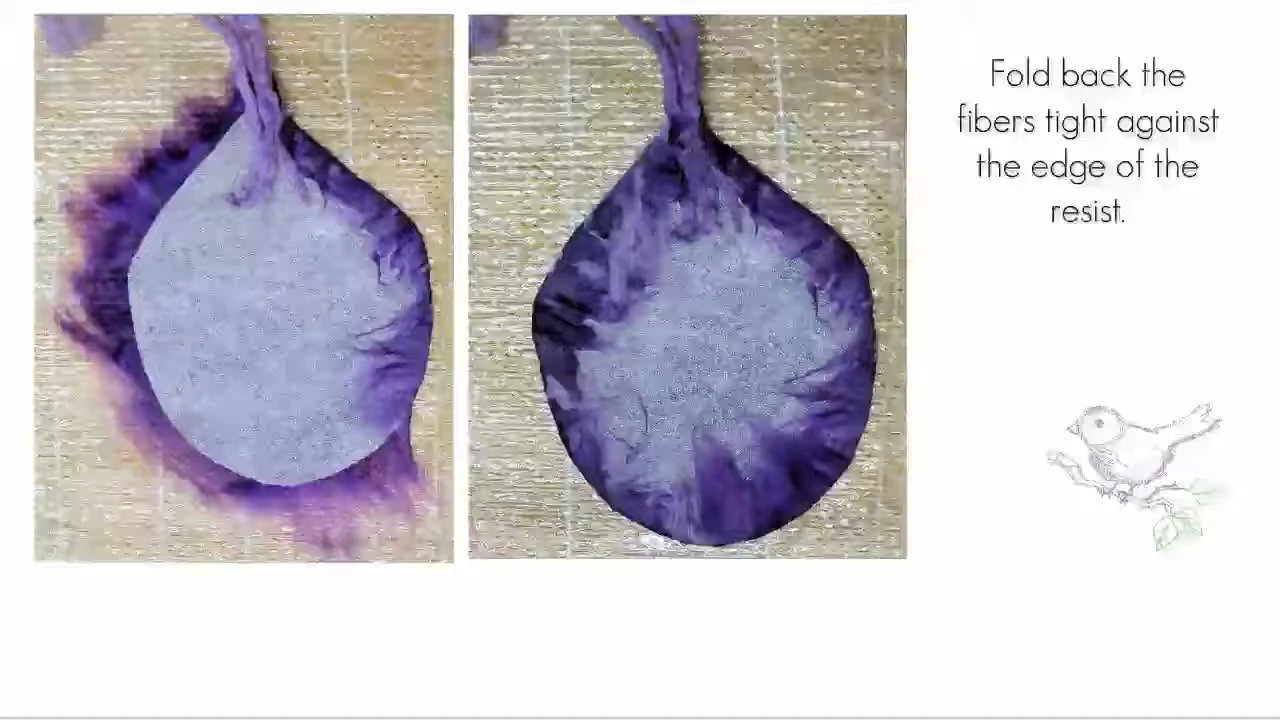 Fold back the
fibers tight against
the edge of the
resist.